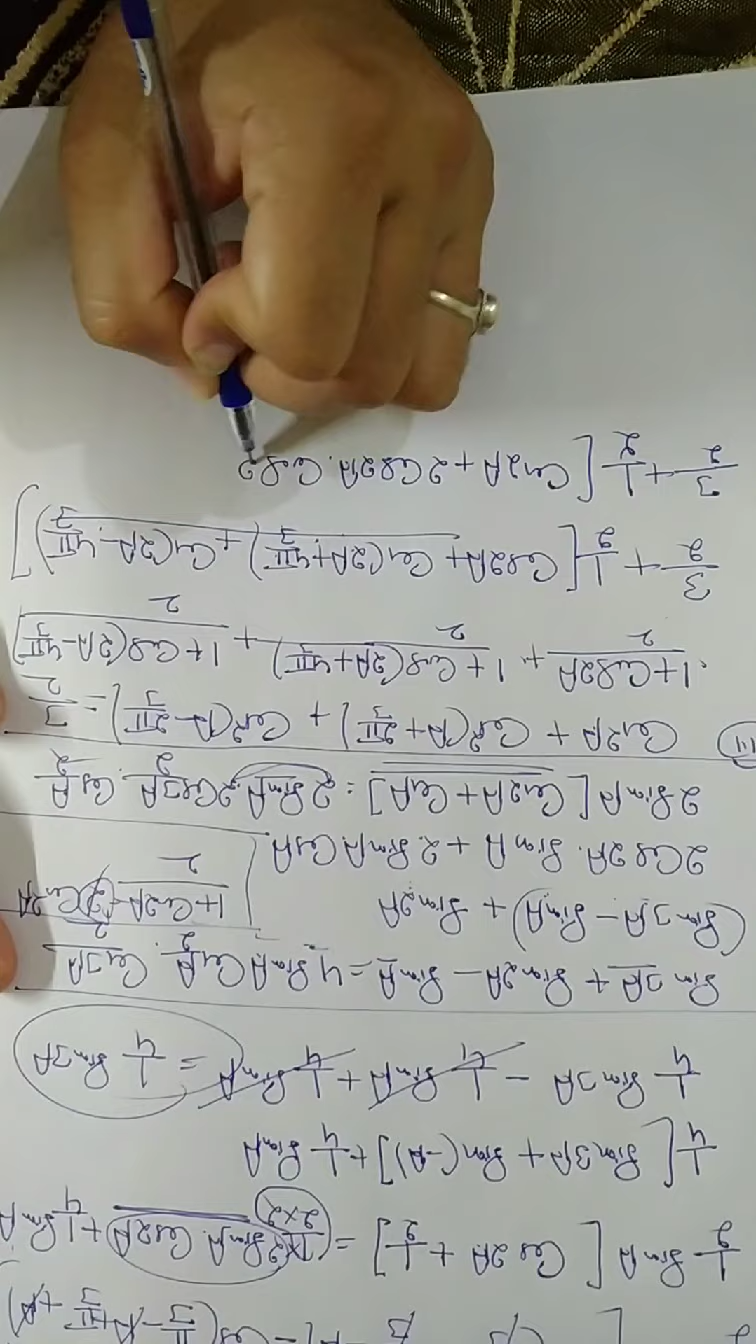 1/2 Sin A [ Cos 2A + 1/2 ] = 1×2 Sin A Cos 2A / 2×2 + 1/4 Sin A
1/4 [ Sin 3A + Sin (-A) ] + 1/4 Sin A
1/4 Sin 3A - 1/4 Sin A + 1/4 Sin A = 1/4 Sin 3A
Sin 3A + Sin 2A - Sin A = 4 Sin A Cos A/2 . Cos 3A/2
(Sin 3A - Sin A) + Sin 2A
2 Cos 2A . Sin A + 2 Sin A Cos A
2 Sin A [ Cos 2A + Cos A ] = 2 Sin A . 2 Cos 3A/2 . Cos A/2
(iii) Cos²A + Cos² (A + 2π/3) + Cos² (A - 2π/3) = 3/2
1 + Cos 2A / 2 + 1 + Cos (2A + 4π/3) / 2 + 1 + Cos (2A - 4π/3) / 2
3/2 + 1/2 [ Cos 2A + Cos (2A + 4π/3) + Cos (2A - 4π/3) ]
3/2 + 1/2 [ Cos 2A + 2 Cos 2A . Cos